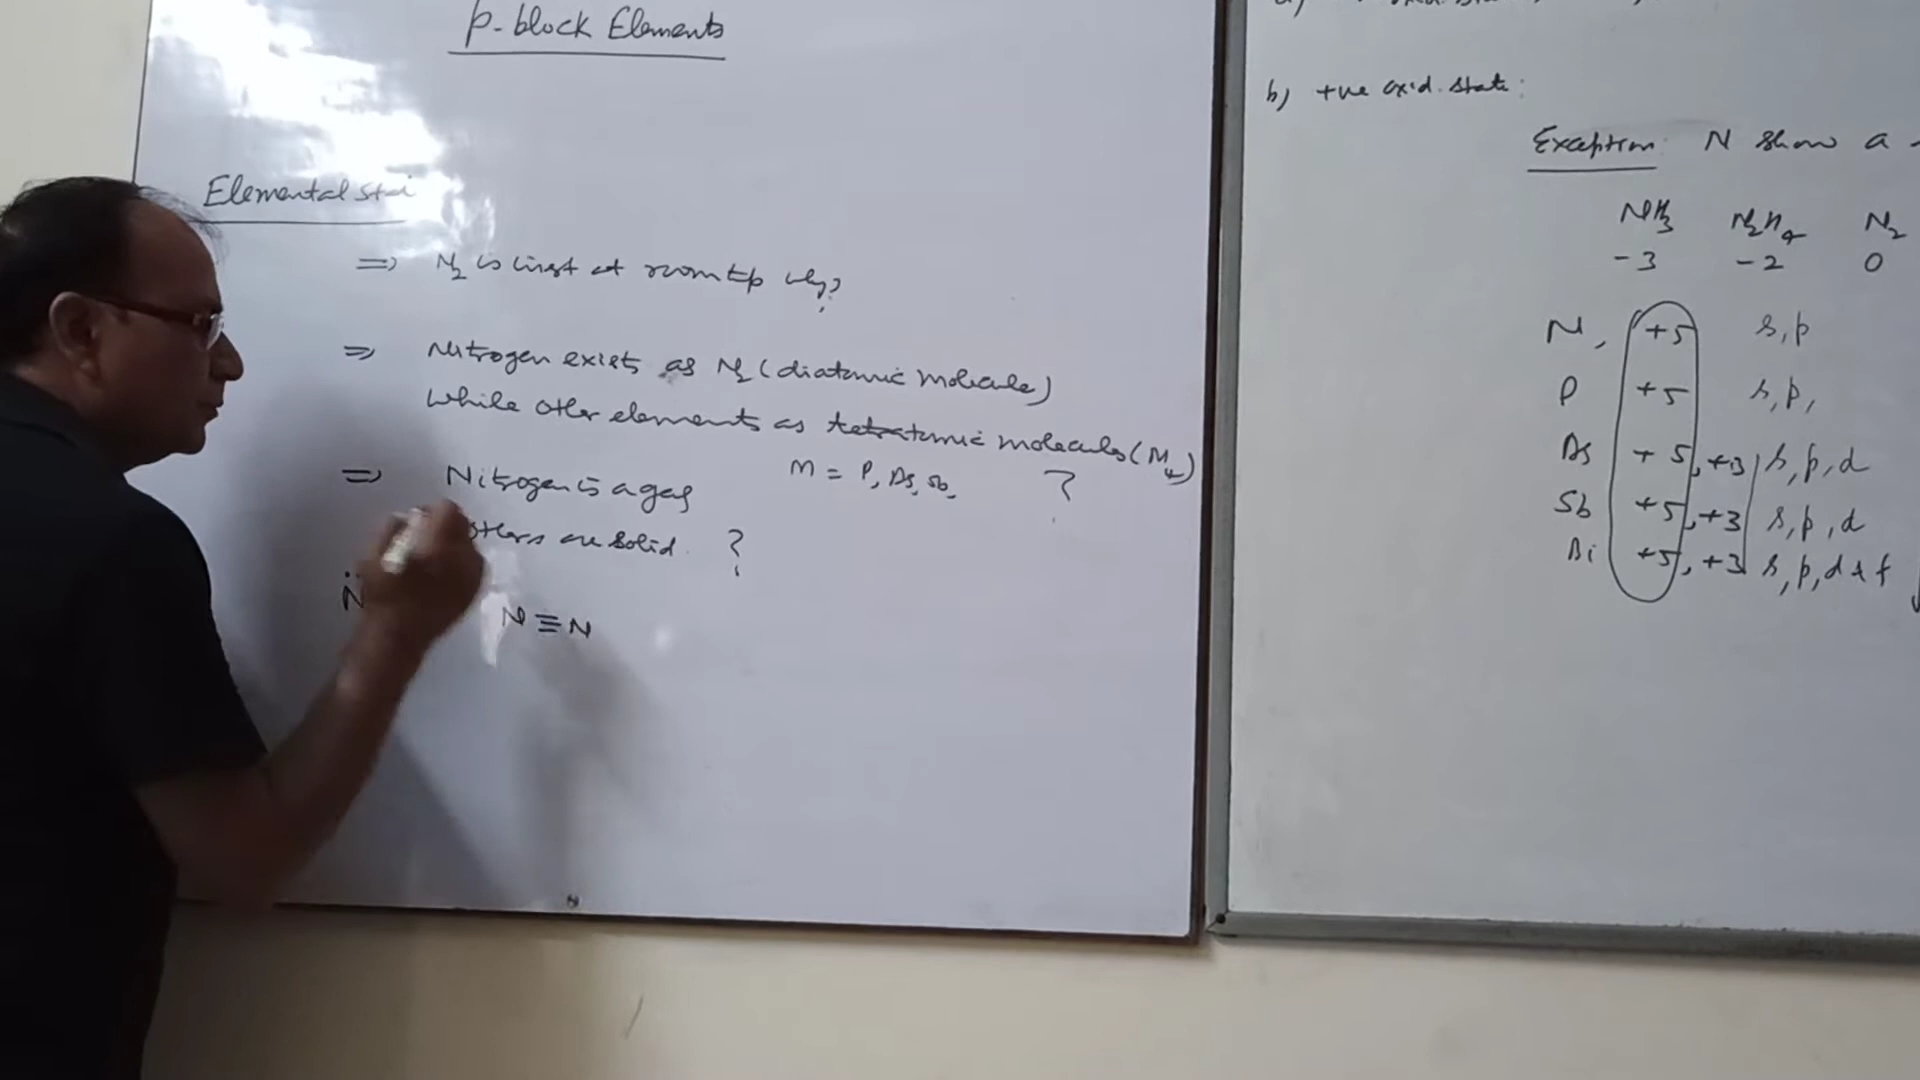 p-block Elements
Elemental st
⇒ N2 is inert at room tp why?
⇒ Nitrogen exists as N2 (diatomic molecule)
While other elements as tetratomic molecules (M4)
M = P, As, Sb, ?
⇒ Nitrogen is a gas
others are solid. ?
N̈
N≡N
b) +ve oxid. state:
Exception: N show a
NH3 N2H4 N2
-3 -2 0
N, +5 s, p
P +5 s, p,
As +5, +3 s, p, d
Sb +5, +3 s, p, d
Bi +5, +3 s, p, d & f